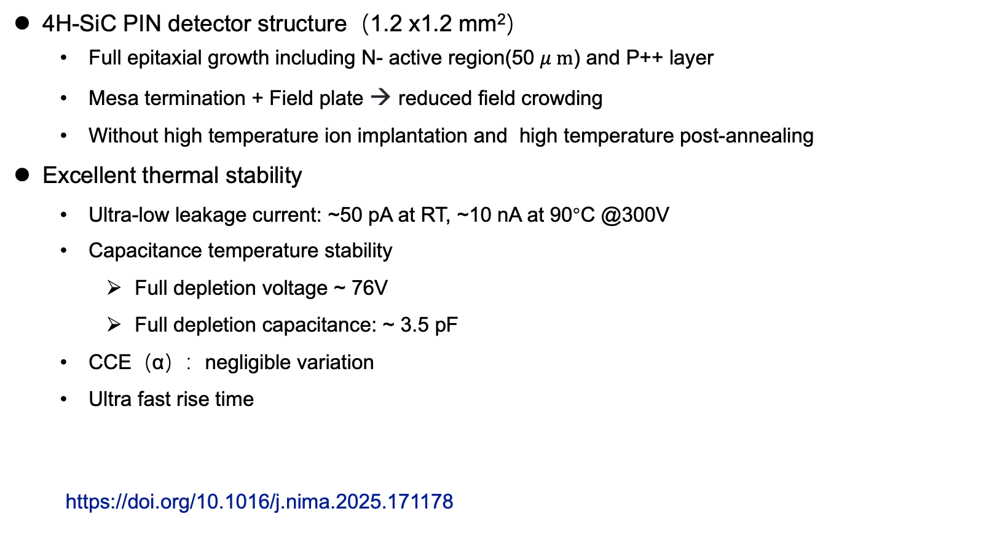 ● 4H-SiC PIN detector structure（1.2 x1.2 mm²）
• Full epitaxial growth including N- active region(50 μ m) and P++ layer
• Mesa termination + Field plate → reduced field crowding
• Without high temperature ion implantation and  high temperature post-annealing
● Excellent thermal stability
• Ultra-low leakage current: ~50 pA at RT, ~10 nA at 90°C @300V
• Capacitance temperature stability
➢ Full depletion voltage ~ 76V
➢ Full depletion capacitance: ~ 3.5 pF
• CCE（α）： negligible variation
• Ultra fast rise time
https://doi.org/10.1016/j.nima.2025.171178